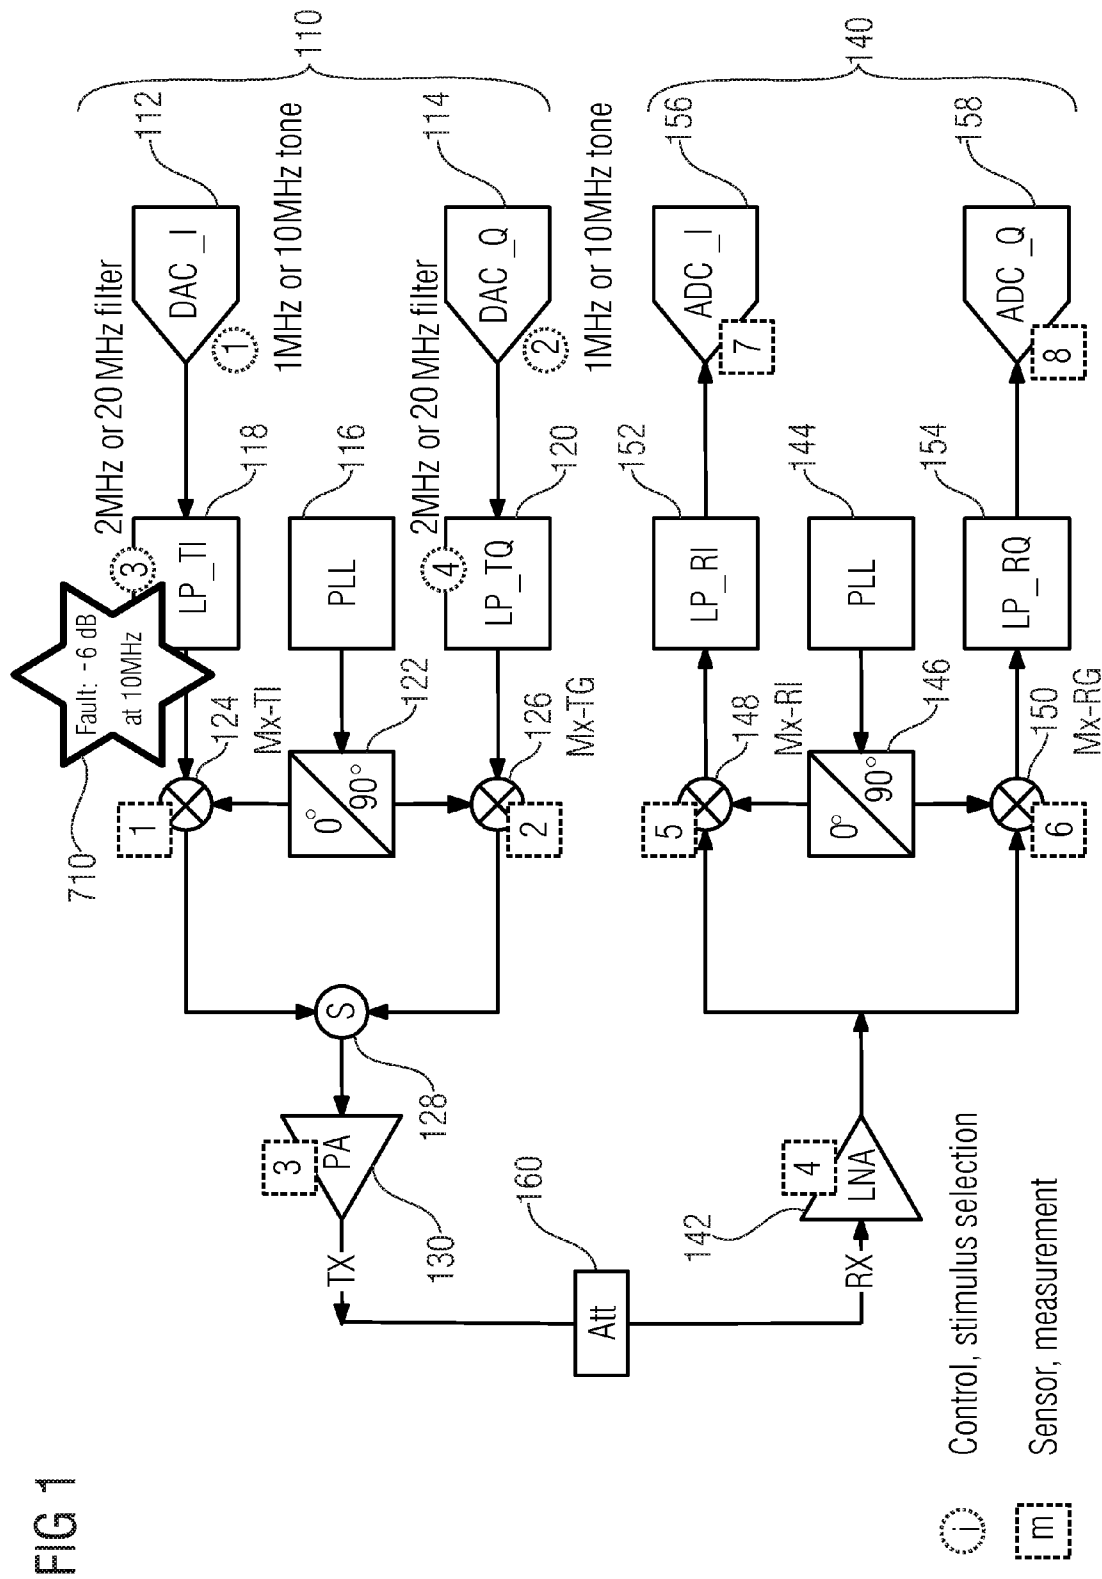 FIG 1
110
112
DAC_I
1
1MHz or 10MHz tone
2MHz or 20 MHz filter
3
LP_TI
118
Fault: -6 dB
at 10MHz
710
1
124
Mx-TI
PLL
116
0°
90°
122
114
DAC_Q
2
1MHz or 10MHz tone
2MHz or 20 MHz filter
4
LP_TQ
120
2
126
Mx-TG
S
128
3
PA
130
TX
160
Att
RX
142
4
LNA
140
156
ADC_I
7
152
LP_RI
5
148
Mx-RI
144
PLL
0°
90°
146
158
ADC_Q
8
154
LP_RQ
6
150
Mx-RG
i
Control, stimulus selection
m
Sensor, measurement